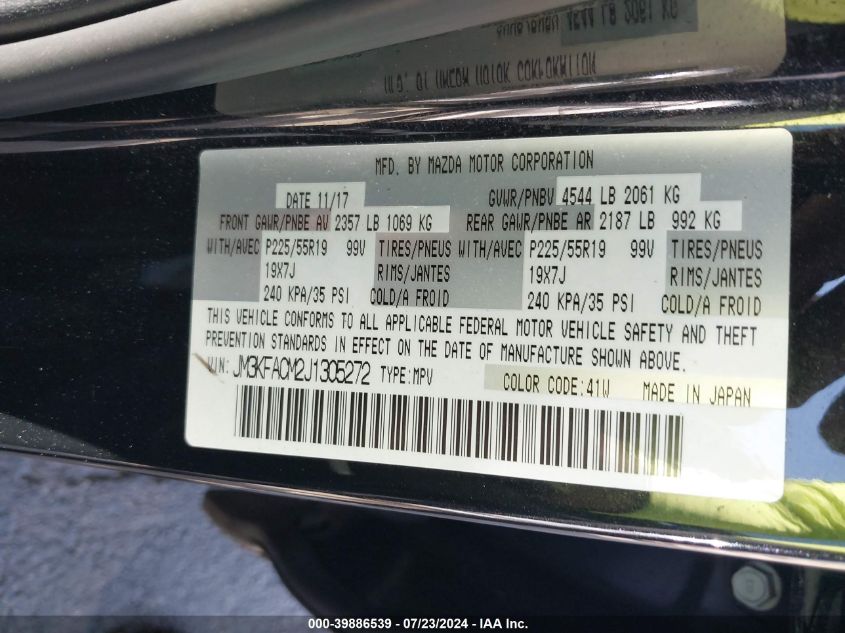 MFD. BY MAZDA MOTOR CORPORATION
DATE 11/17 GVWR/PNBV 4544 LB 2061 KG
FRONT GAWR/PNBE AV 2357 LB 1069 KG REAR GAWR/PNBE AR 2187 LB 992 KG
WITH/AVEC P225/55R19 99V TIRES/PNEUS WITH/AVEC P225/55R19 99V TIRES/PNEUS
19X7J RIMS/JANTES 19X7J RIMS/JANTES
240 KPA/35 PSI COLD/A FROID 240 KPA/35 PSI COLD/A FROID
THIS VEHICLE CONFORMS TO ALL APPLICABLE FEDERAL MOTOR VEHICLE SAFETY AND THEFT
PREVENTION STANDARDS IN EFFECT ON THE DATE OF MANUFACTURE SHOWN ABOVE.
VIN: JM3KFACM2J1305272 TYPE:MPV COLOR CODE:41W MADE IN JAPAN
000-39886539 - 07/23/2024 - IAA Inc.